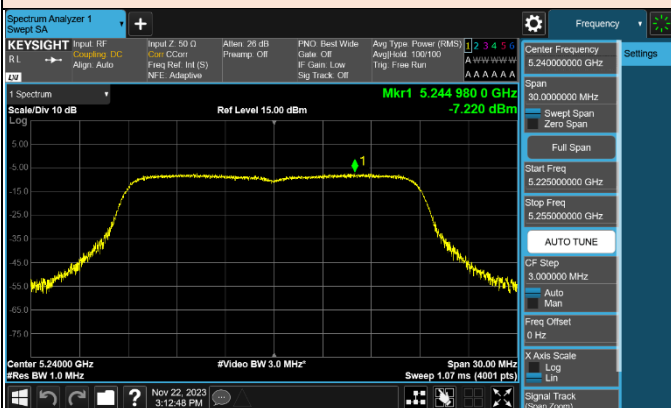 Spectrum Analyzer 1
Swept SA
+
Frequency
KEYSIGHT
RL
Input: RF
Coupling: DC
Align: Auto
Input Z: 50 Ω
Corr CCorr
Freq Ref: Int (S)
NFE: Adaptive
Atten: 26 dB
Preamp: Off
PNO: Best Wide
Gate: Off
IF Gain: Low
Sig Track: Off
Avg Type: Power (RMS)
Avg|Hold: 100/100
Trig: Free Run
1 2 3 4 5 6
A W W W W W
A A A A A A
LXI
1 Spectrum
Scale/Div 10 dB
Ref Level 15.00 dBm
Mkr1 5.244 980 0 GHz
-7.220 dBm
Log
5.00
-5.00
-15.0
-25.0
-35.0
-45.0
-55.0
-65.0
-75.0
1
Center 5.24000 GHz
#Res BW 1.0 MHz
#Video BW 3.0 MHz*
Span 30.00 MHz
Sweep 1.07 ms (4001 pts)
Center Frequency
5.240000000 GHz
Settings
Span
30.0000000 MHz
Swept Span
Zero Span
Full Span
Start Freq
5.225000000 GHz
Stop Freq
5.255000000 GHz
AUTO TUNE
CF Step
3.000000 MHz
Auto
Man
Freq Offset
0 Hz
X Axis Scale
Log
Lin
Signal Track
(Span Zoom)
?
Nov 22, 2023
3:12:48 PM